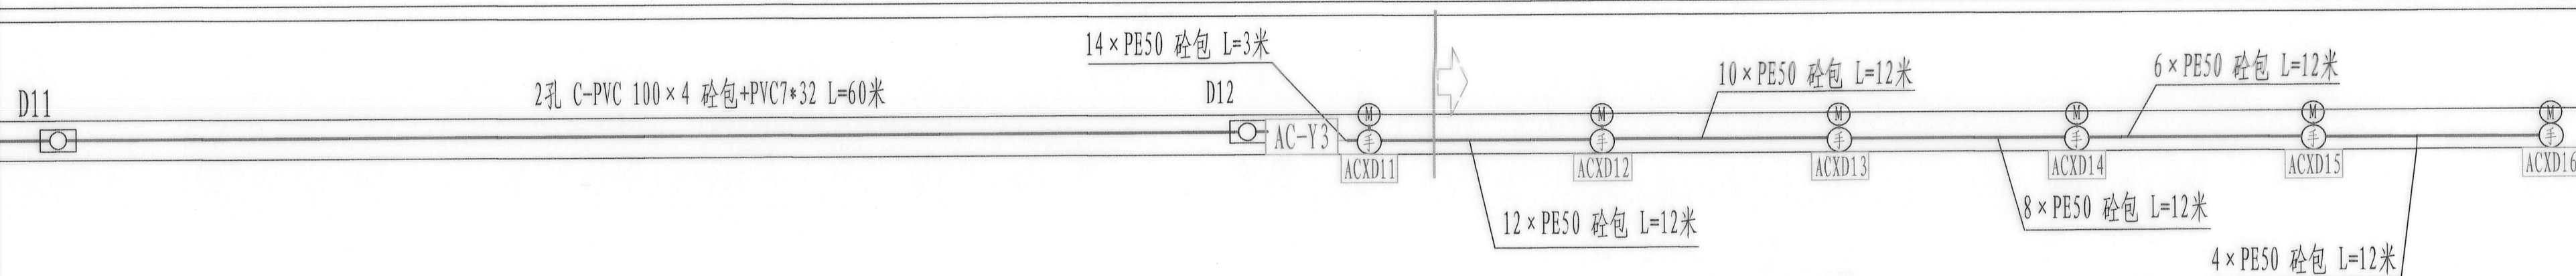 14×PE50 砼包 L=3米
10×PE50 砼包 L=12米
6×PE50 砼包 L=12米
2孔 C-PVC 100×4 砼包+PVC7*32 L=60米
D11
D12
M
M
M
M
M
M
AC-Y3
手
手
手
手
手
手
ACXD11
ACXD12
ACXD13
ACXD14
ACXD15
ACXD16
12×PE50 砼包 L=12米
8×PE50 砼包 L=12米
4×PE50 砼包 L=12米